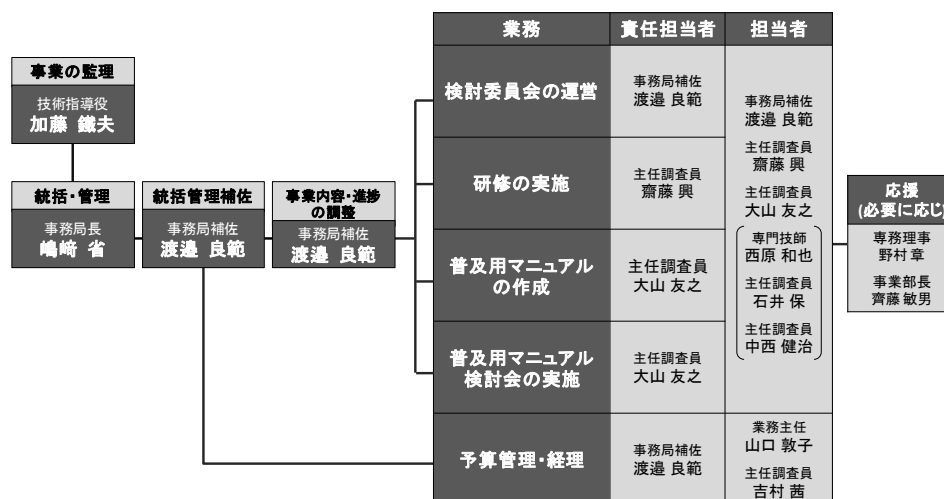 事業の監理
技術指導役
加藤 鐵夫
統括・管理
事務局長
嶋﨑 省
統括管理補佐
事務局補佐
渡邉 良範
事業内容・進捗
の調整
事務局補佐
渡邉 良範
業務
責任担当者
担当者
検討委員会の運営
事務局補佐
渡邉 良範
研修の実施
主任調査員
齋藤 興
普及用マニュアル
の作成
主任調査員
大山 友之
普及用マニュアル
検討会の実施
主任調査員
大山 友之
事務局補佐
渡邉 良範
主任調査員
齋藤 興
主任調査員
大山 友之
専門技師
西原 和也
主任調査員
石井 保
主任調査員
中西 健治
予算管理・経理
事務局補佐
渡邉 良範
業務主任
山口 敦子
主任調査員
吉村 茜
応援
(必要に応じ)
専務理事
野村 章
事業部長
齊藤 敏男